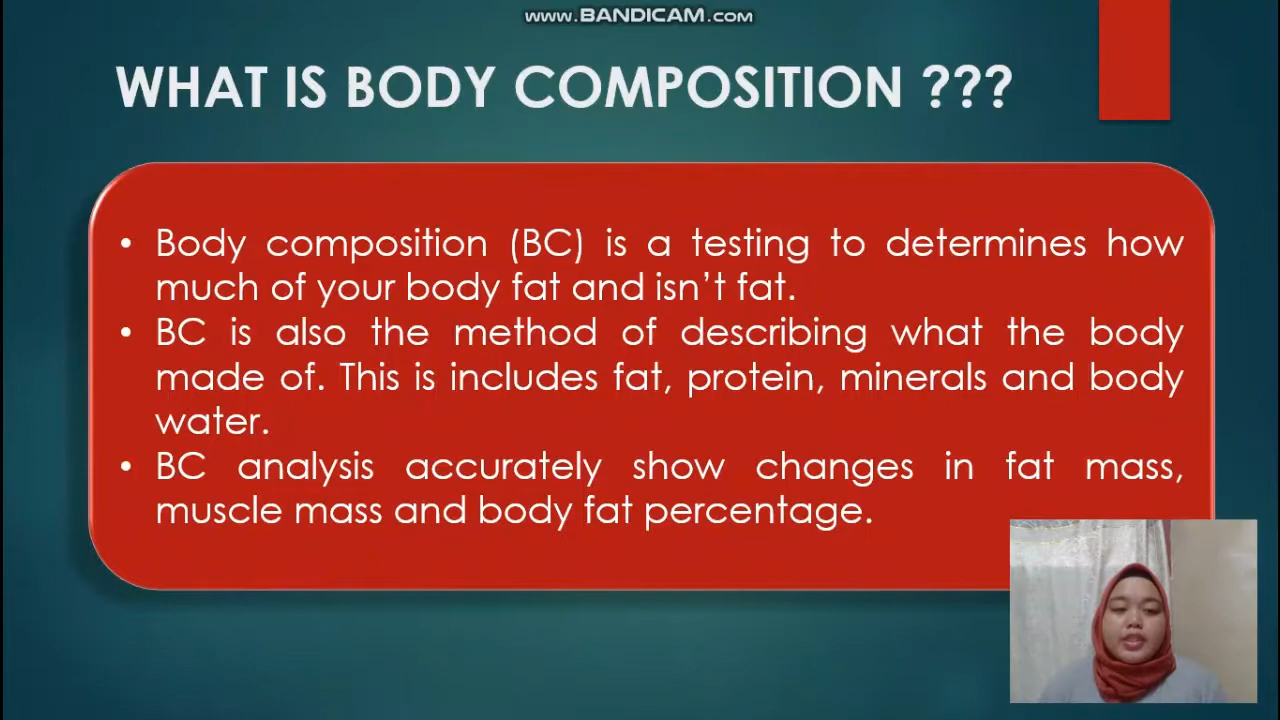 www.BANDICAM.com
WHAT IS BODY COMPOSITION ???
• Body composition (BC) is a testing to determines how
much of your body fat and isn't fat.
• BC is also the method of describing what the body
made of. This is includes fat, protein, minerals and body
water.
• BC analysis accurately show changes in fat mass,
muscle mass and body fat percentage.